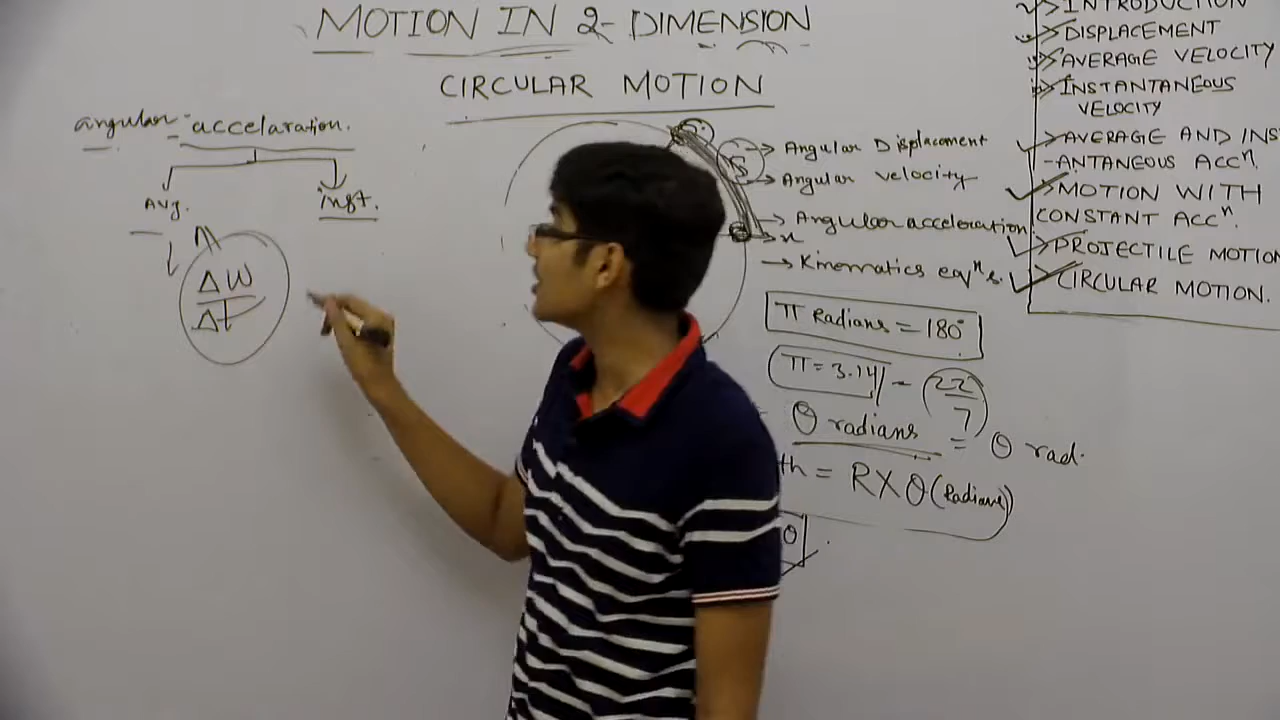 MOTION IN 2-DIMENSION
CIRCULAR MOTION
angular-accelaration.
Avg.
inst.
ΔW
Δt
S
→ Angular Displacement
→ Angular velocity
→ Angular acceleration
→ x
→ Kinematics eqⁿs.
π Radians = 180°
π = 3.14
22
7
θ radians = θ rad.
th = R X θ (Radians)
θ
INTRODUCTION
DISPLACEMENT
AVERAGE VELOCITY
INSTANTANEOUS
VELOCITY
AVERAGE AND INS
-ANTANEOUS ACCⁿ.
MOTION WITH
CONSTANT ACCⁿ.
PROJECTILE MOTION
CIRCULAR MOTION.